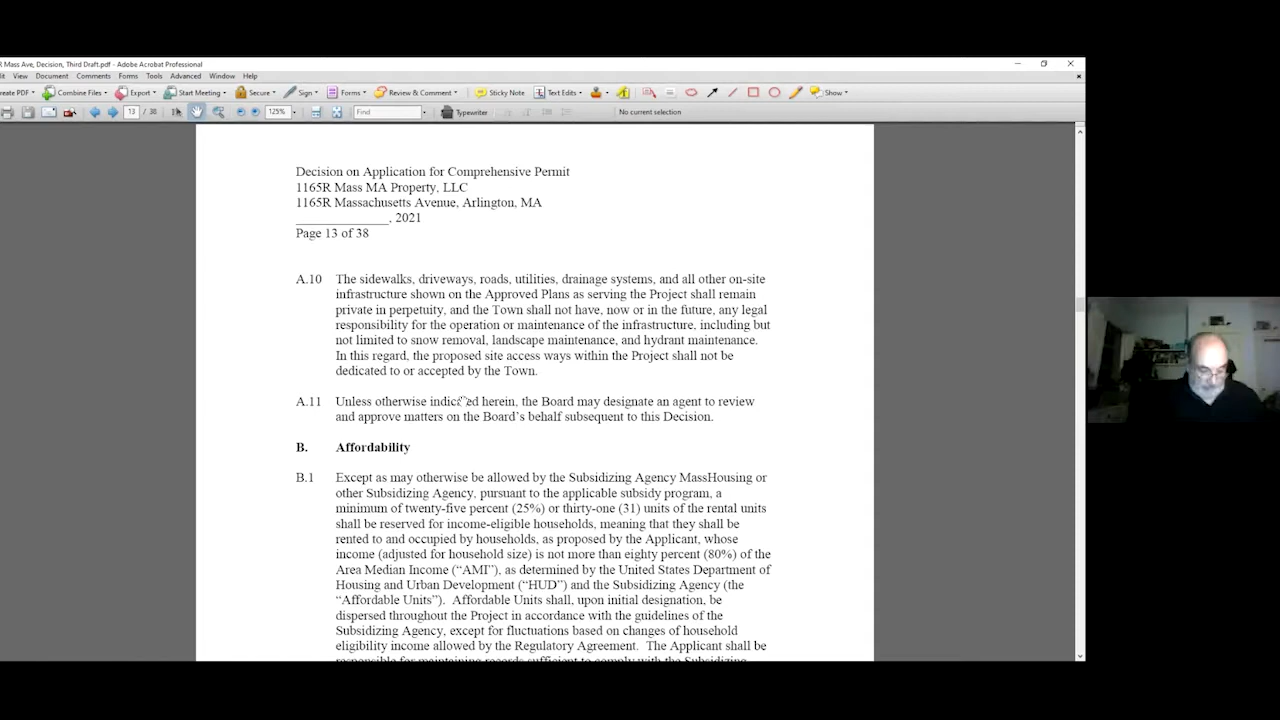 R Mass Ave, Decision, Third Draft.pdf - Adobe Acrobat Professional
View Document Comments Forms Tools Advanced Window Help
Combine Files Export Start Meeting Secure Sign Forms Review & Comment Sticky Note Text Edits Show
13 / 38 125% Find Typewriter No current selection
Decision on Application for Comprehensive Permit
1165R Mass MA Property, LLC
1165R Massachusetts Avenue, Arlington, MA
______________, 2021
Page 13 of 38
A.10 The sidewalks, driveways, roads, utilities, drainage systems, and all other on-site
infrastructure shown on the Approved Plans as serving the Project shall remain
private in perpetuity, and the Town shall not have, now or in the future, any legal
responsibility for the operation or maintenance of the infrastructure, including but
not limited to snow removal, landscape maintenance, and hydrant maintenance.
In this regard, the proposed site access ways within the Project shall not be
dedicated to or accepted by the Town.
A.11 Unless otherwise herein, the Board may designate an agent to review
and approve matters on the Board's behalf subsequent to this Decision.
B. Affordability
B.1 Except as may otherwise be allowed by the Subsidizing Agency MassHousing or
other Subsidizing Agency, pursuant to the applicable subsidy program, a
minimum of twenty-five percent (25%) or thirty-one (31) units of the rental units
shall be reserved for income-eligible households, meaning that they shall be
rented to and occupied by households, as proposed by the Applicant, whose
income (adjusted for household size) is not more than eighty percent (80%) of the
Area Median Income ("AMI"), as determined by the United States Department of
Housing and Urban Development ("HUD") and the Subsidizing Agency (the
"Affordable Units"). Affordable Units shall, upon initial designation, be
dispersed throughout the Project in accordance with the guidelines of the
Subsidizing Agency, except for fluctuations based on changes of household
eligibility income allowed by the Regulatory Agreement. The Applicant shall be
responsible for maintaining records sufficient to comply with the Subsidizing